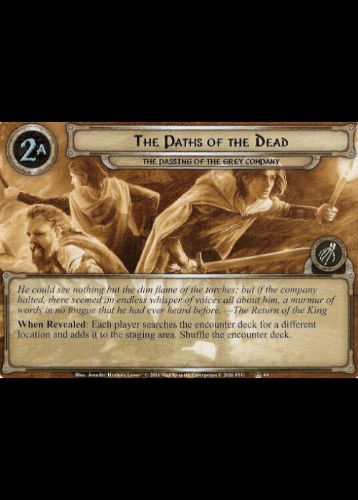 2A
THE PATHS OF THE DEAD
THE PASSING OF THE GREY COMPANY
He could see nothing but the dim flame of the torches; but if the company
halted, there seemed an endless whisper of voices all about him, a murmur of
words in no tongue that he had ever heard before. —The Return of the King
When Revealed: Each player searches the encounter deck for a different
location and adds it to the staging area. Shuffle the encounter deck.
Illus.
© 2016 FFG